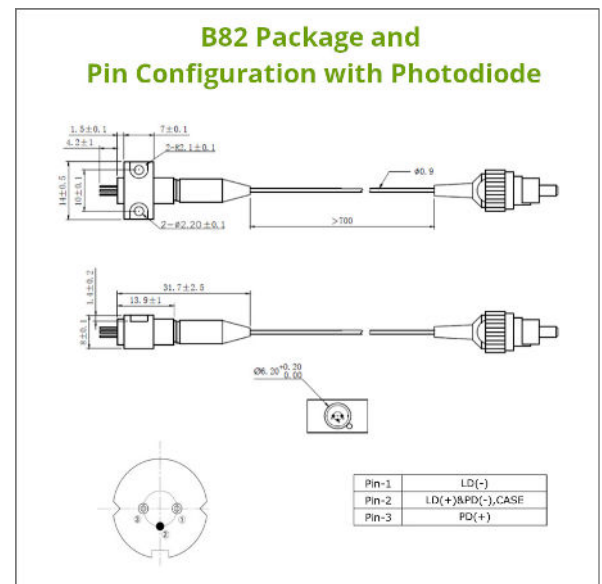 B82 Package and
Pin Configuration with Photodiode
1.5±0.1
7±0.1
4.2±1
2-R2.1±0.1
ø0.9
14±0.5
10±0.1
2-ø2.20±0.1
>700
31.7±2.5
13.9±1
1.4±0.2
8±0.1
Ø6.20 +0.20
0.00
③
①
②
Pin-1 LD(-)
Pin-2 LD(+)&PD(-),CASE
Pin-3 PD(+)